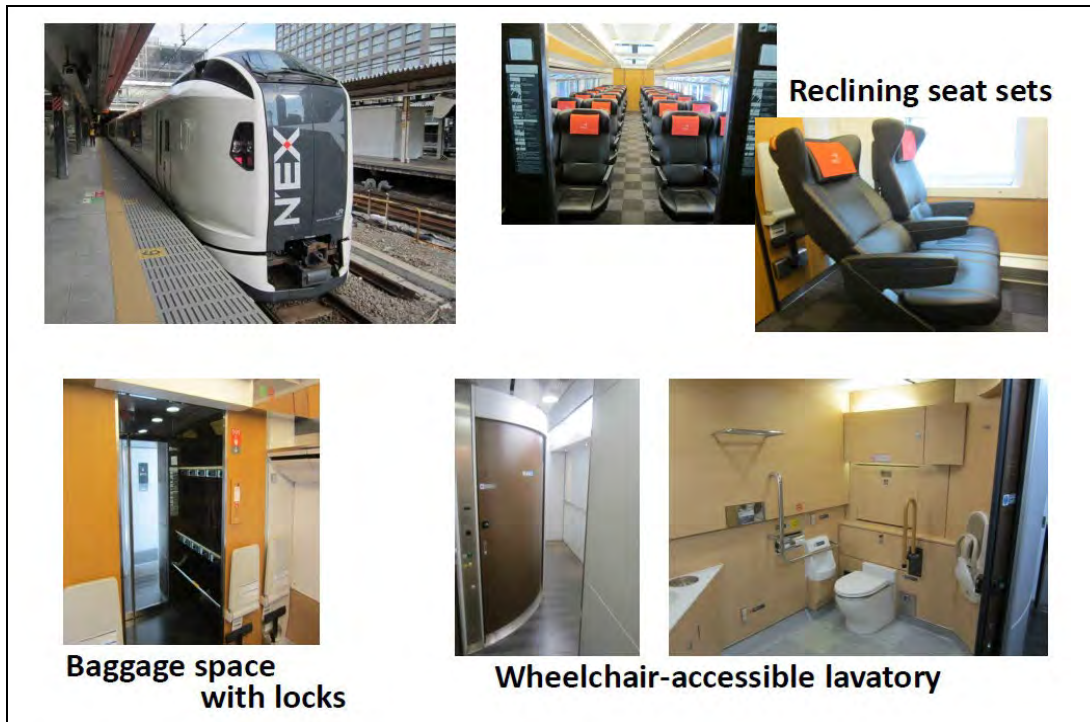 N'EX
Reclining seat sets
Baggage space
with locks
Wheelchair-accessible lavatory